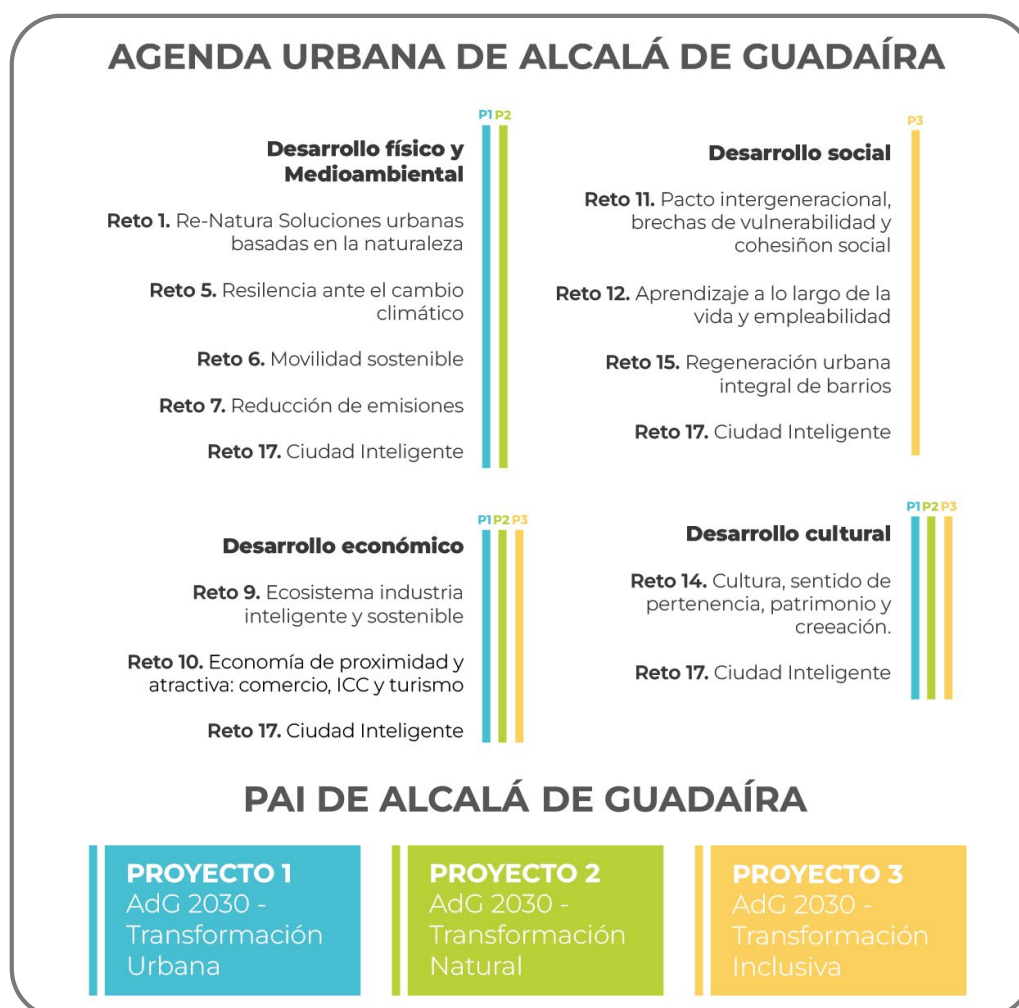 AGENDA URBANA DE ALCALÁ DE GUADAÍRA
P1 P2
Desarrollo físico y
Medioambiental
Reto 1. Re-Natura Soluciones urbanas
basadas en la naturaleza
Reto 5. Resilencia ante el cambio
climático
Reto 6. Movilidad sostenible
Reto 7. Reducción de emisiones
Reto 17. Ciudad Inteligente
P3
Desarrollo social
Reto 11. Pacto intergeneracional,
brechas de vulnerabilidad y
cohesiñon social
Reto 12. Aprendizaje a lo largo de la
vida y empleabilidad
Reto 15. Regeneración urbana
integral de barrios
Reto 17. Ciudad Inteligente
P1 P2 P3
Desarrollo económico
Reto 9. Ecosistema industria
inteligente y sostenible
Reto 10. Economía de proximidad y
atractiva: comercio, ICC y turismo
Reto 17. Ciudad Inteligente
P1 P2 P3
Desarrollo cultural
Reto 14. Cultura, sentido de
pertenencia, patrimonio y
creeación.
Reto 17. Ciudad Inteligente
PAI DE ALCALÁ DE GUADAÍRA
PROYECTO 1
AdG 2030 -
Transformación
Urbana
PROYECTO 2
AdG 2030 -
Transformación
Natural
PROYECTO 3
AdG 2030 -
Transformación
Inclusiva